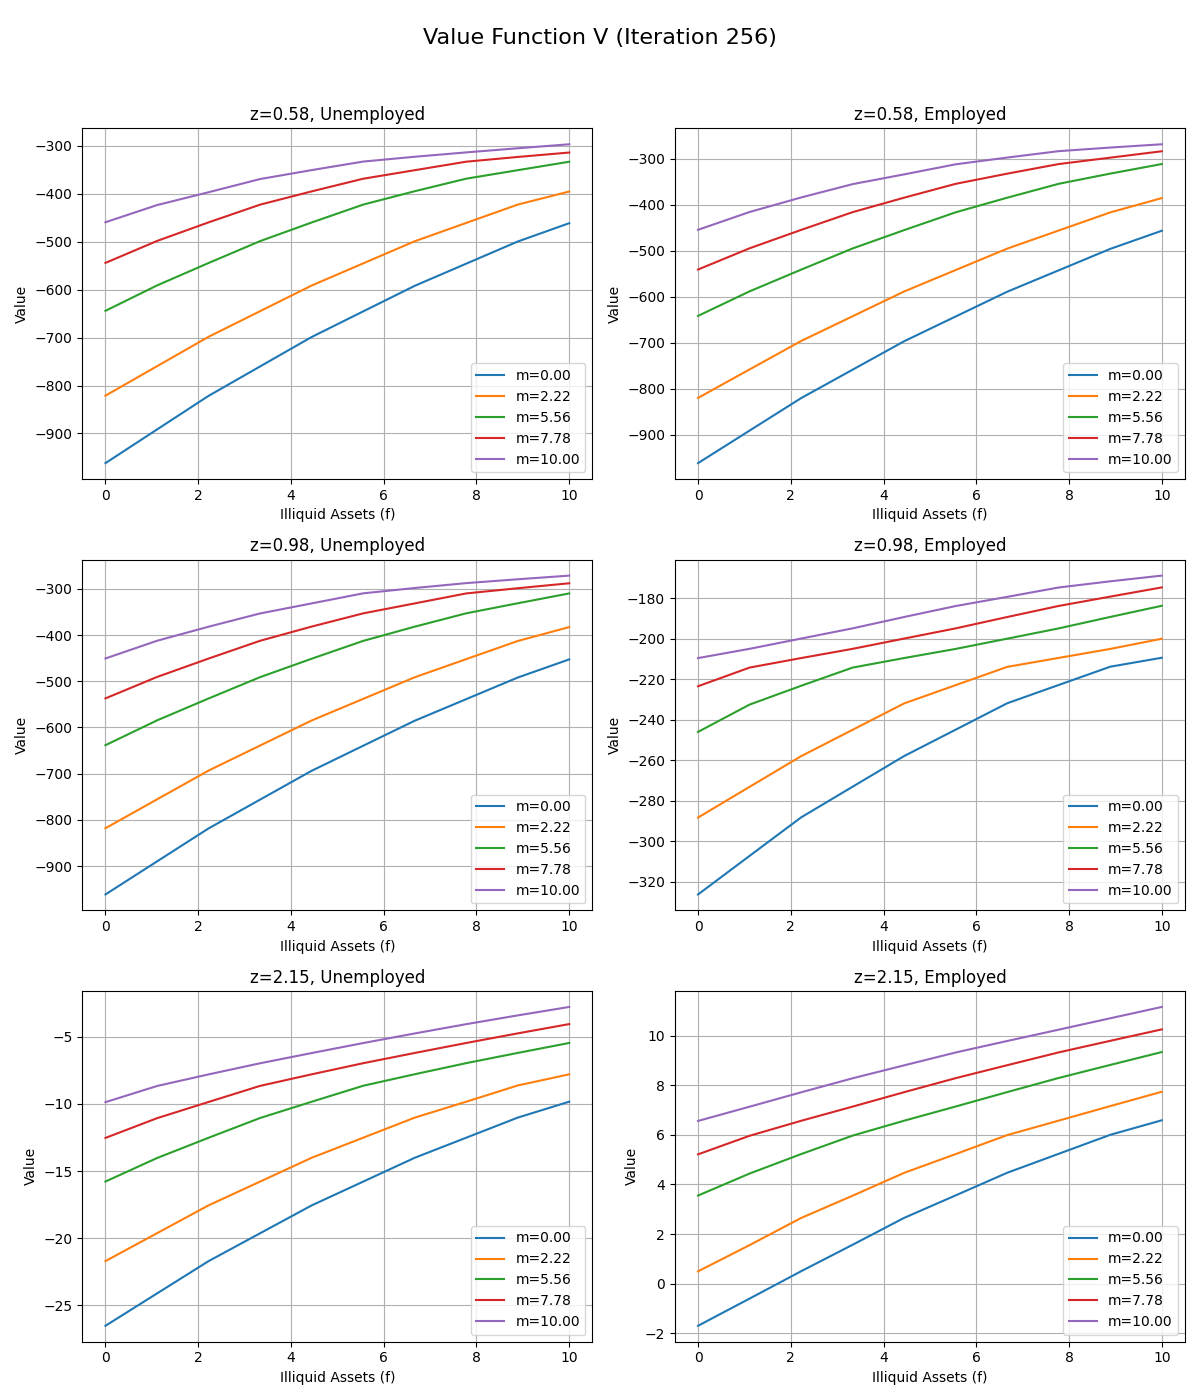 Value Function V (Iteration 256)
z=0.58, Unemployed
−300
−400
−500
−600
−700
−800
−900
Value
0 2 4 6 8 10
Illiquid Assets (f)
m=0.00
m=2.22
m=5.56
m=7.78
m=10.00
z=0.58, Employed
−300
−400
−500
−600
−700
−800
−900
Value
0 2 4 6 8 10
Illiquid Assets (f)
m=0.00
m=2.22
m=5.56
m=7.78
m=10.00
z=0.98, Unemployed
−300
−400
−500
−600
−700
−800
−900
Value
0 2 4 6 8 10
Illiquid Assets (f)
m=0.00
m=2.22
m=5.56
m=7.78
m=10.00
z=0.98, Employed
−180
−200
−220
−240
−260
−280
−300
−320
Value
0 2 4 6 8 10
Illiquid Assets (f)
m=0.00
m=2.22
m=5.56
m=7.78
m=10.00
z=2.15, Unemployed
−5
−10
−15
−20
−25
Value
0 2 4 6 8 10
Illiquid Assets (f)
m=0.00
m=2.22
m=5.56
m=7.78
m=10.00
z=2.15, Employed
10
8
6
4
2
0
−2
Value
0 2 4 6 8 10
Illiquid Assets (f)
m=0.00
m=2.22
m=5.56
m=7.78
m=10.00